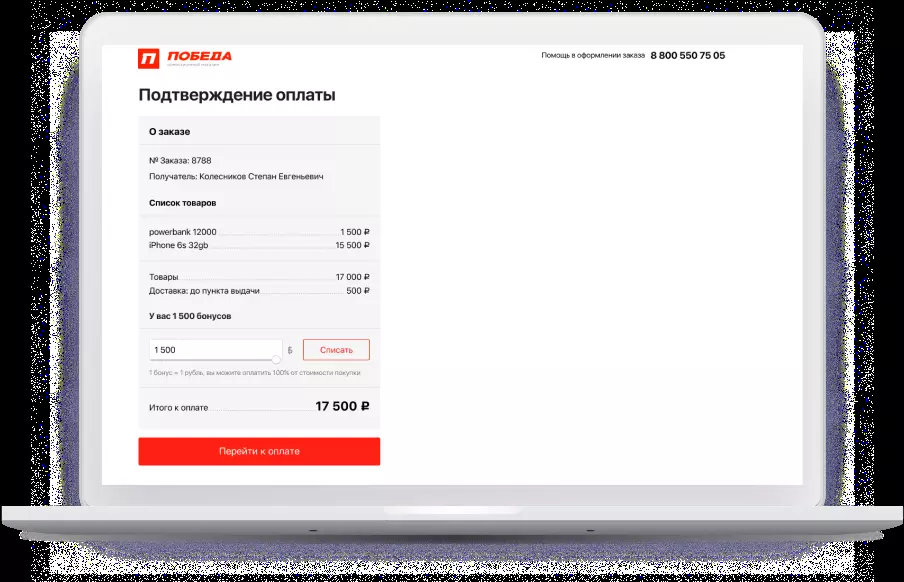 ПОБЕДА
Помощь в оформлении заказа 8 800 550 75 05
Подтверждение оплаты
О заказе
№ Заказа: 8788
Получатель: Колесников Степан Евгеньевич
Список товаров
powerbank 12000 1 500 ₽
iPhone 6s 32gb 15 500 ₽
Товары 17 000 ₽
Доставка: до пункта выдачи 500 ₽
У вас 1 500 бонусов
1 500 Б Списать
1 бонус = 1 рубль, вы можете оплатить 100% от стоимости покупки
Итого к оплате 17 500 ₽
Перейти к оплате